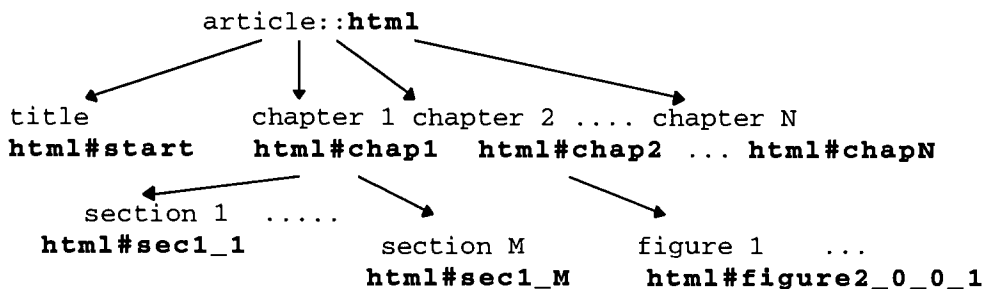 article::html
title chapter 1 chapter 2 .... chapter N
html#start html#chap1 html#chap2 ... html#chapN
section 1 .....
html#sec1_1
section M figure 1 ...
html#sec1_M html#figure2_0_0_1